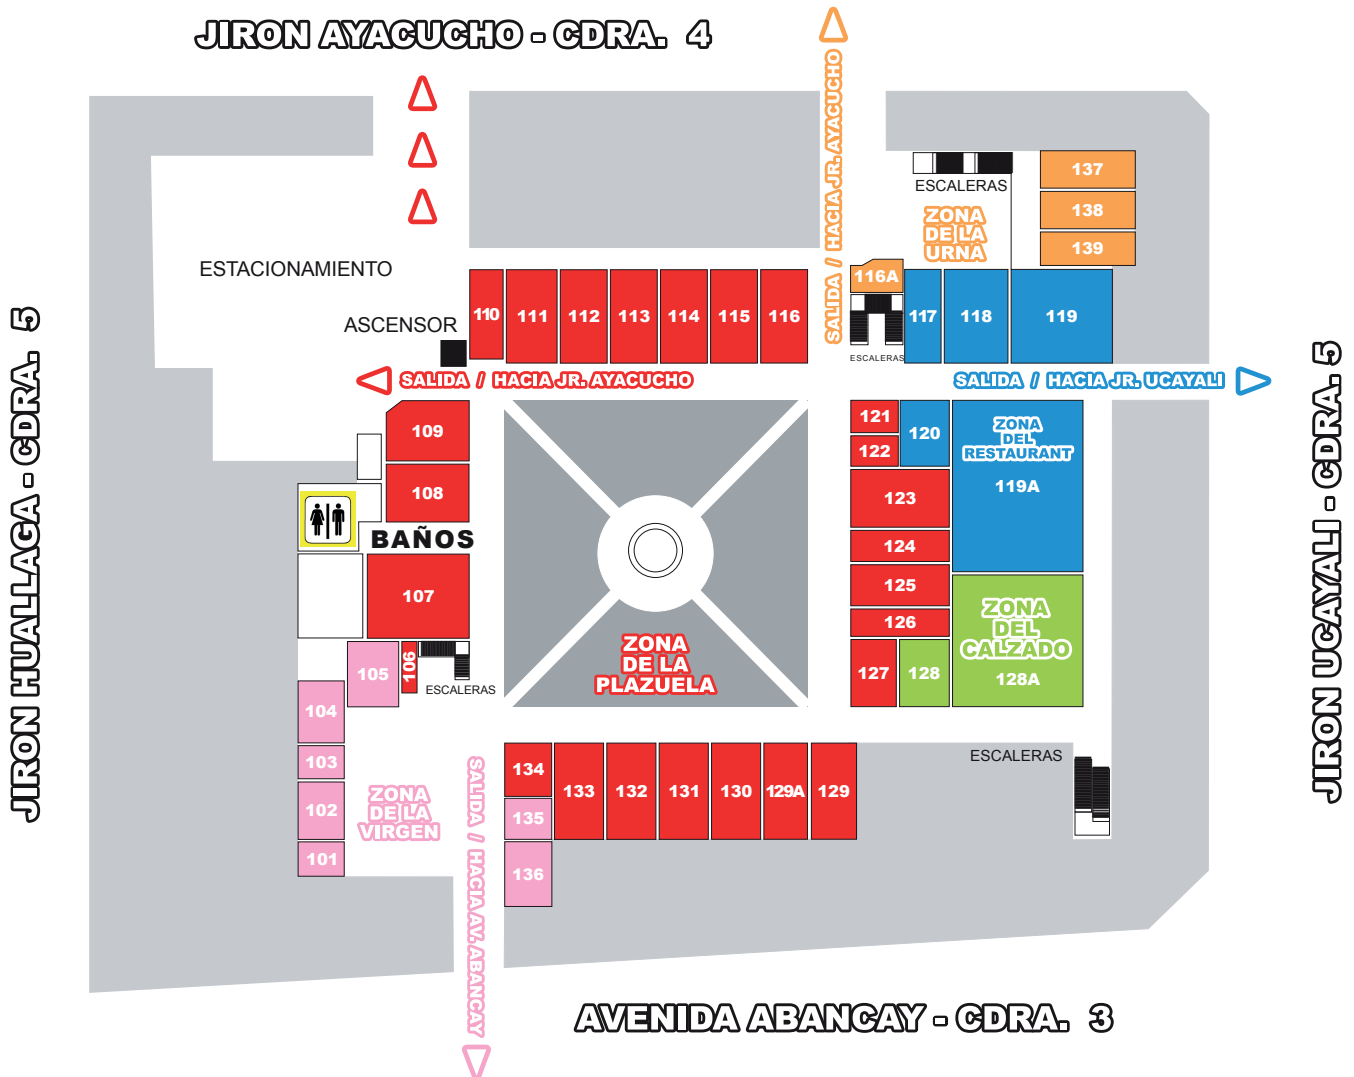 JIRON AYACUCHO - CDRA. 4
SALIDA / HACIA JR. AYACUCHO
ESCALERAS
137
138
139
ZONA
DE LA
URNA
116A
ESCALERAS
ESTACIONAMIENTO
ASCENSOR
110
111
112
113
114
115
116
117
118
119
SALIDA / HACIA JR. AYACUCHO
SALIDA / HACIA JR. UCAYALI
JIRON HUALLAGA - CDRA. 5
JIRON UCAYALI - CDRA. 5
109
108
BAÑOS
107
106
105
ESCALERAS
104
103
102
101
ZONA
DE LA
VIRGEN
ZONA
DE LA
PLAZUELA
121
122
120
123
124
125
126
127
128
ZONA
DEL
RESTAURANT
119A
ZONA
DEL
CALZADO
128A
ESCALERAS
134
135
136
133
132
131
130
129A
129
SALIDA / HACIA AV. ABANCAY
AVENIDA ABANCAY - CDRA. 3